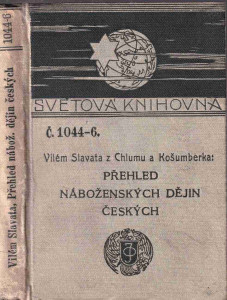 1044-6
Vilém Slavata, Přehled nábož. dějin českých
SVĚTOVÁ KNIHOVNA
Č. 1044-6.
Vilém Slavata z Chlumu a Košumberka:
PŘEHLED
NÁBOŽENSKÝCH DĚJIN
ČESKÝCH